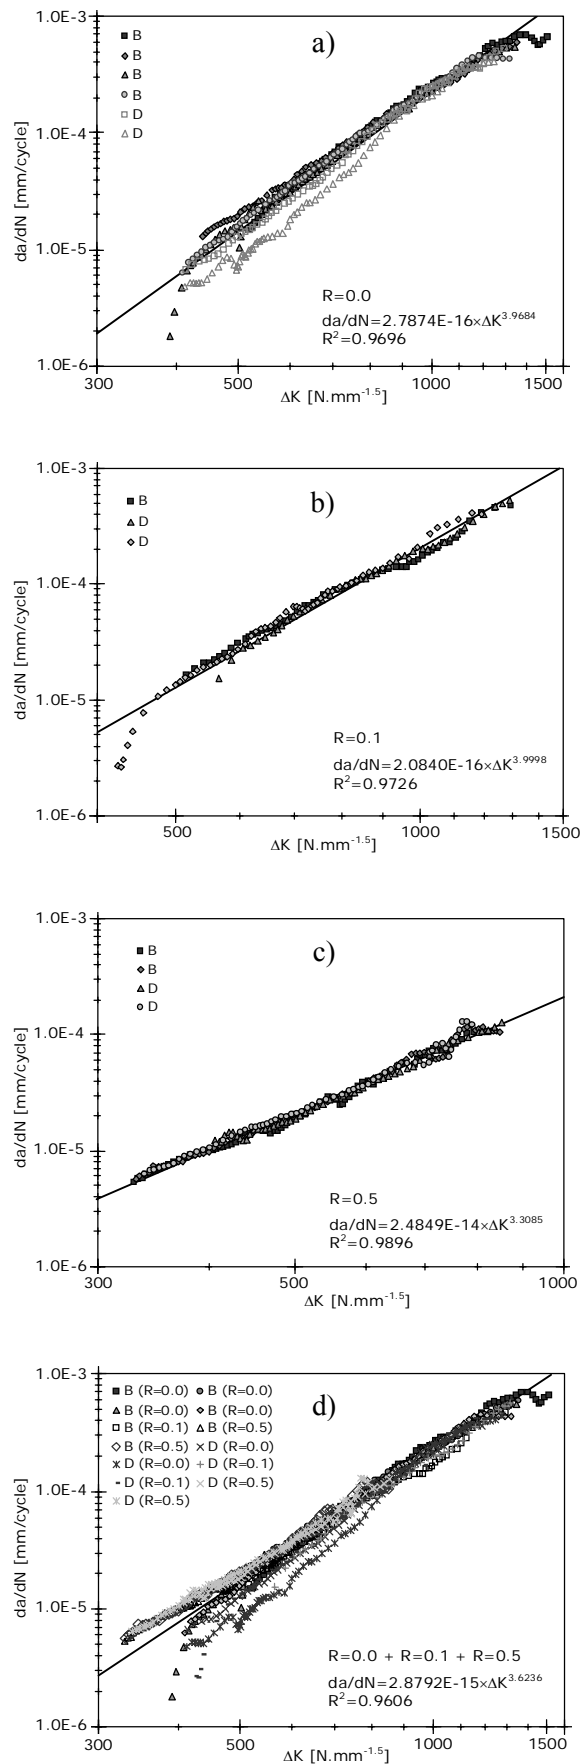 1.0E-3
B
B
B
B
D
D
a)
1.0E-4
1.0E-5
1.0E-6
da/dN [mm/cycle]
R=0.0
da/dN=2.7874E-16×ΔK^3.9684
R²=0.9696
300 500 1000 1500
ΔK [N.mm^-1.5]
1.0E-3
B
D
D
b)
1.0E-4
1.0E-5
1.0E-6
da/dN [mm/cycle]
R=0.1
da/dN=2.0840E-16×ΔK^3.9998
R²=0.9726
500 1000 1500
ΔK [N.mm^-1.5]
1.0E-3
B
B
D
D
c)
1.0E-4
1.0E-5
1.0E-6
da/dN [mm/cycle]
R=0.5
da/dN=2.4849E-14×ΔK^3.3085
R²=0.9896
300 500 1000
ΔK [N.mm^-1.5]
1.0E-3
B (R=0.0) B (R=0.0)
B (R=0.0) B (R=0.0)
B (R=0.1) B (R=0.5)
B (R=0.5) D (R=0.0)
D (R=0.0) D (R=0.1)
D (R=0.1) D (R=0.5)
D (R=0.5)
d)
1.0E-4
1.0E-5
1.0E-6
da/dN [mm/cycle]
R=0.0 + R=0.1 + R=0.5
da/dN=2.8792E-15×ΔK^3.6236
R²=0.9606
300 500 1000 1500
ΔK [N.mm^-1.5]